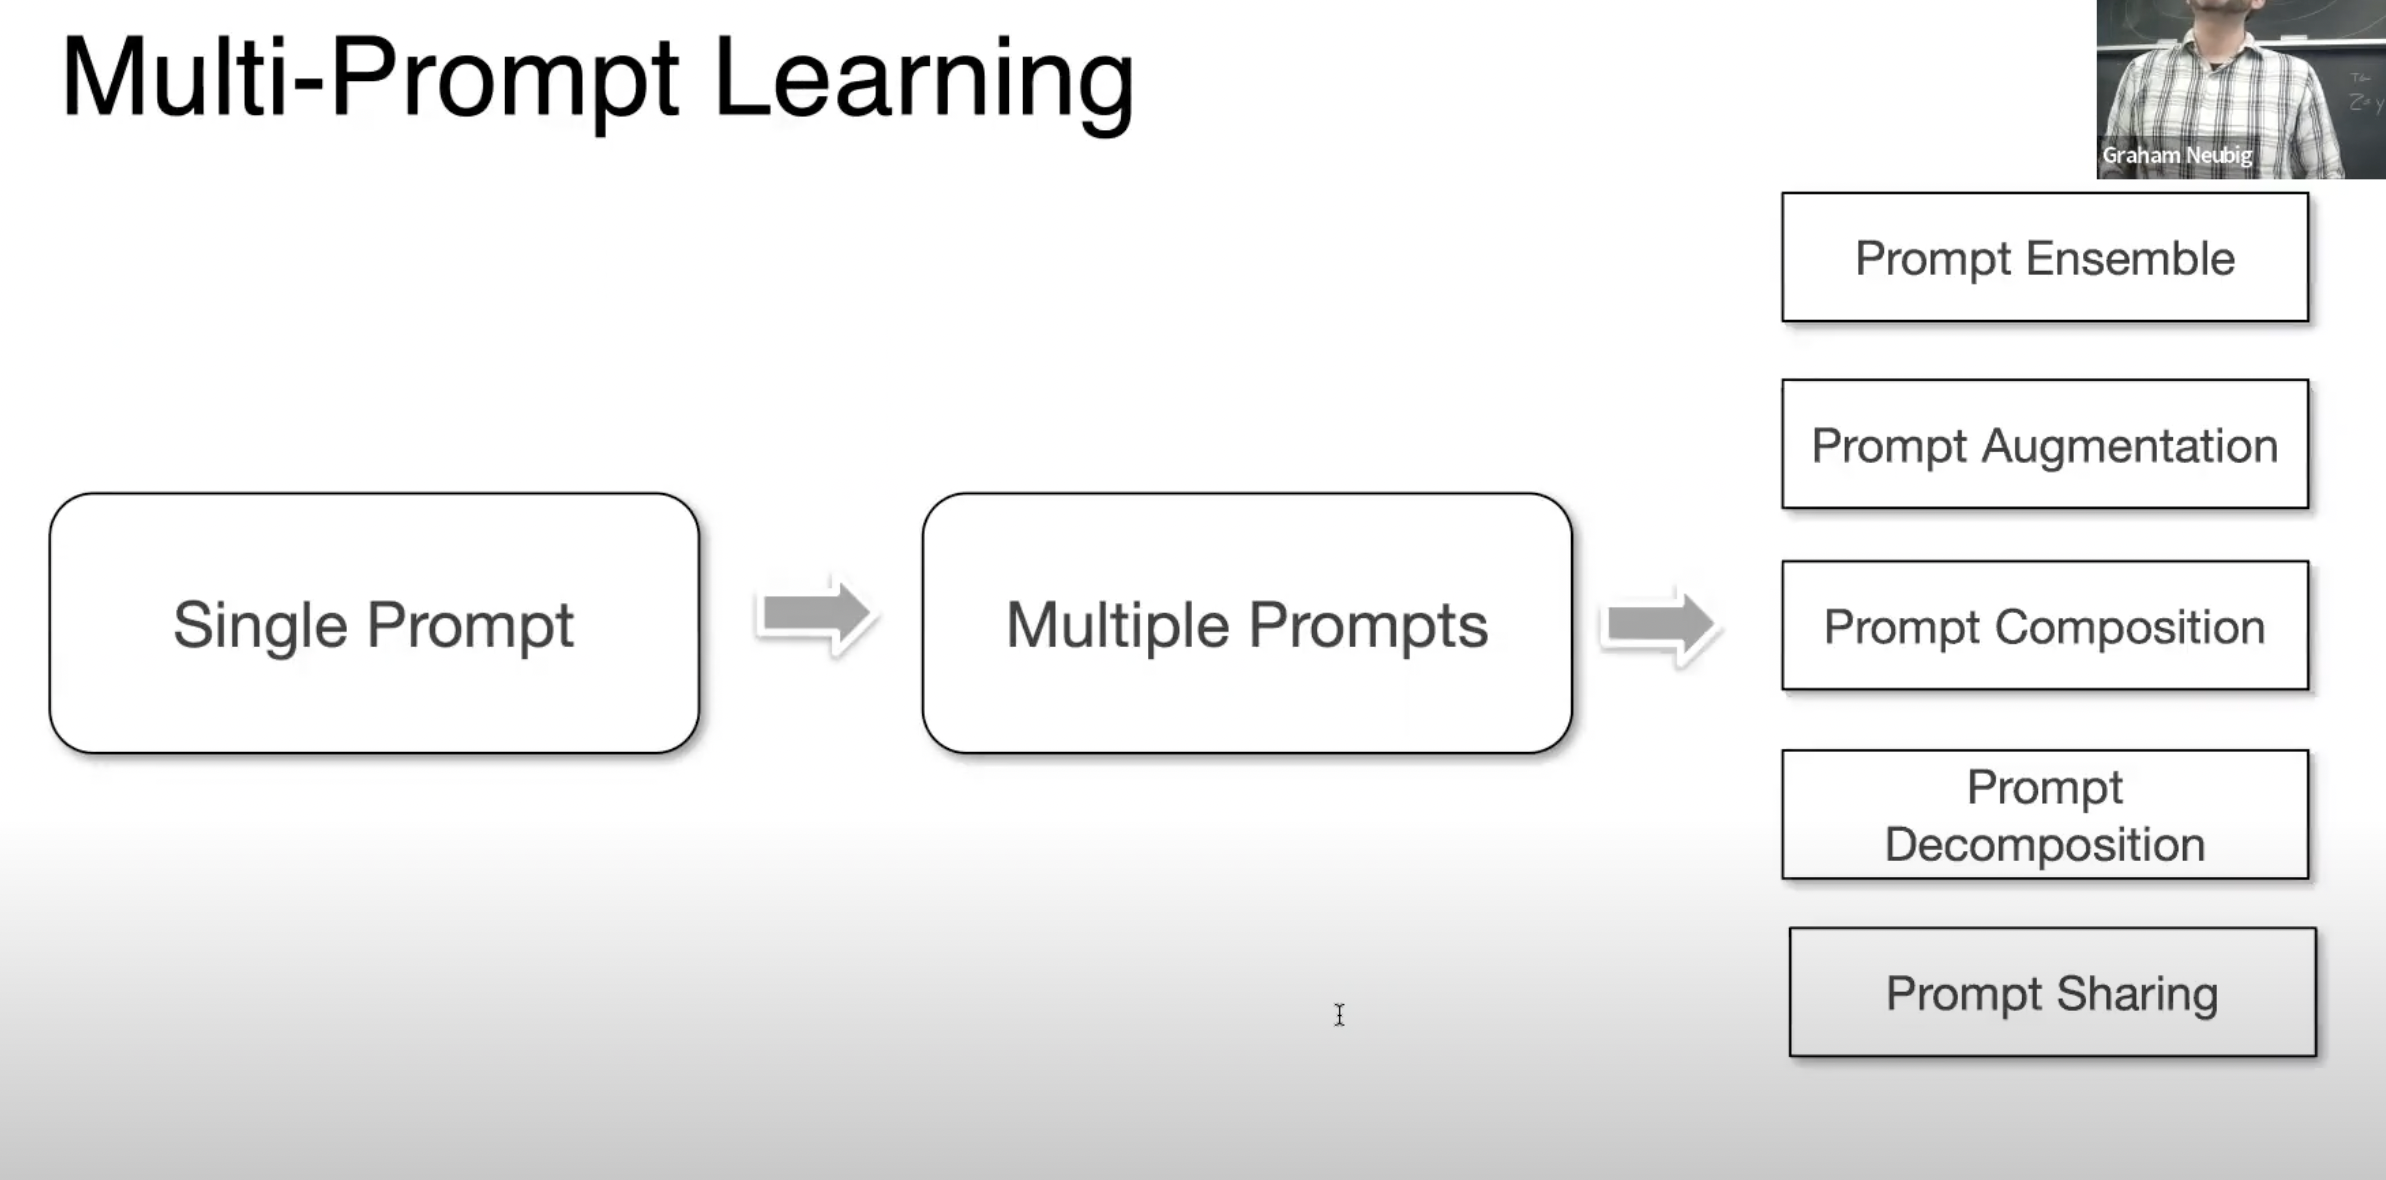 Multi-Prompt Learning
Graham Neubig
Single Prompt
Multiple Prompts
Prompt Ensemble
Prompt Augmentation
Prompt Composition
Prompt
Decomposition
Prompt Sharing